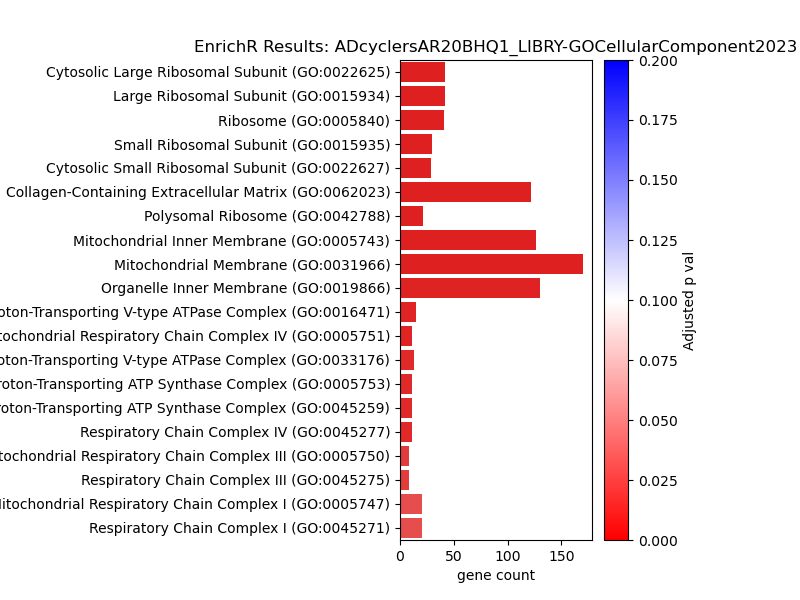 EnrichR Results: ADcyclersAR20BHQ1_LIBRY-GOCellularComponent2023
Cytosolic Large Ribosomal Subunit (GO:0022625)
Large Ribosomal Subunit (GO:0015934)
Ribosome (GO:0005840)
Small Ribosomal Subunit (GO:0015935)
Cytosolic Small Ribosomal Subunit (GO:0022627)
Collagen-Containing Extracellular Matrix (GO:0062023)
Polysomal Ribosome (GO:0042788)
Mitochondrial Inner Membrane (GO:0005743)
Mitochondrial Membrane (GO:0031966)
Organelle Inner Membrane (GO:0019866)
oton-Transporting V-type ATPase Complex (GO:0016471)
tochondrial Respiratory Chain Complex IV (GO:0005751)
oton-Transporting V-type ATPase Complex (GO:0033176)
roton-Transporting ATP Synthase Complex (GO:0005753)
roton-Transporting ATP Synthase Complex (GO:0045259)
Respiratory Chain Complex IV (GO:0045277)
tochondrial Respiratory Chain Complex III (GO:0005750)
Respiratory Chain Complex III (GO:0045275)
Mitochondrial Respiratory Chain Complex I (GO:0005747)
Respiratory Chain Complex I (GO:0045271)
0 50 100 150
gene count
0.200
0.175
0.150
0.125
0.100
0.075
0.050
0.025
0.000
Adjusted p val